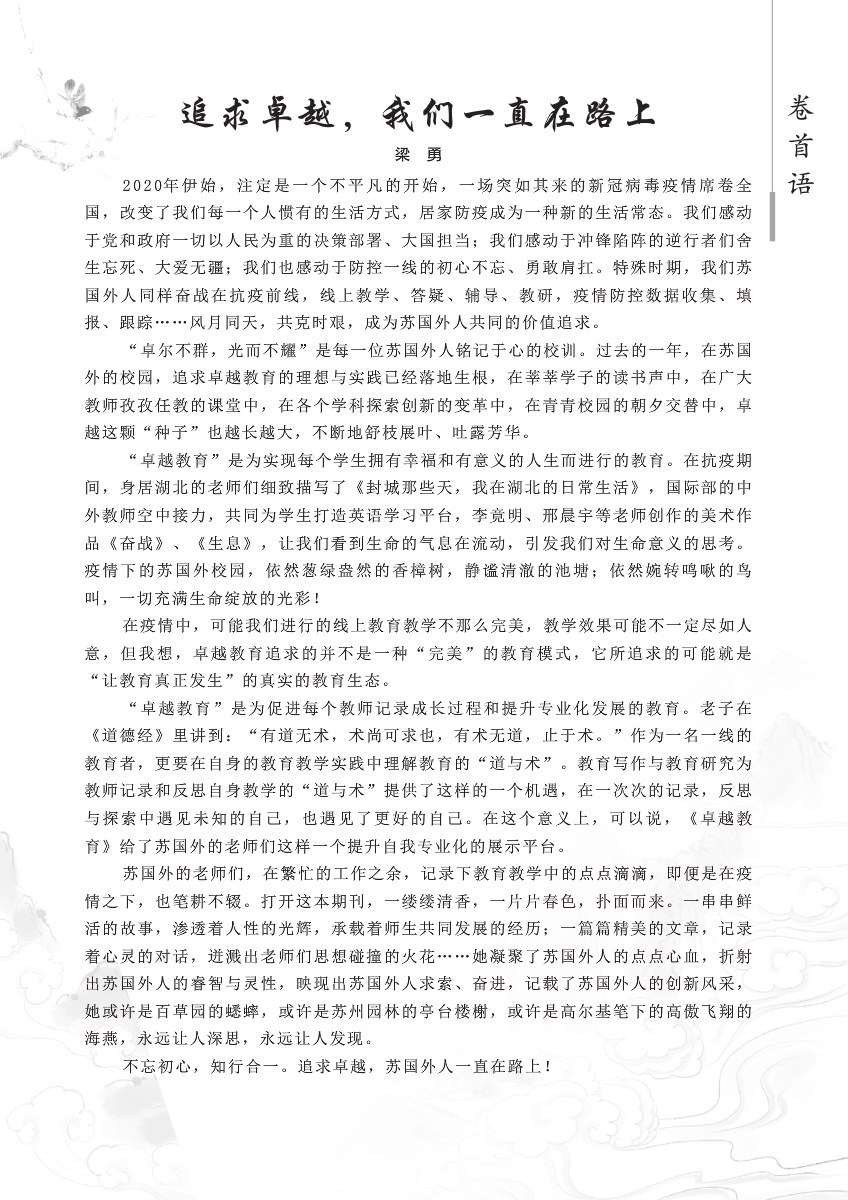 追求卓越，我们一直在路上
卷首语
梁 勇
2020年伊始，注定是一个不平凡的开始，一场突如其来的新冠病毒疫情席卷全
国，改变了我们每一个人惯有的生活方式，居家防疫成为一种新的生活常态。我们感动
于党和政府一切以人民为重的决策部署、大国担当；我们感动于冲锋陷阵的逆行者们舍
生忘死、大爱无疆；我们也感动于防控一线的初心不忘、勇敢肩扛。特殊时期，我们苏
国外人同样奋战在抗疫前线，线上教学、答疑、辅导、教研，疫情防控数据收集、填
报、跟踪……风月同天，共克时艰，成为苏国外人共同的价值追求。
“卓尔不群，光而不耀”是每一位苏国外人铭记于心的校训。过去的一年，在苏国
外的校园，追求卓越教育的理想与实践已经落地生根，在莘莘学子的读书声中，在广大
教师孜孜任教的课堂中，在各个学科探索创新的变革中，在青青校园的朝夕交替中，卓
越这颗“种子”也越长越大，不断地舒枝展叶、吐露芳华。
“卓越教育”是为实现每个学生拥有幸福和有意义的人生而进行的教育。在抗疫期
间，身居湖北的老师们细致描写了《封城那些天，我在湖北的日常生活》，国际部的中
外教师空中接力，共同为学生打造英语学习平台，李竟明、邢晨宇等老师创作的美术作
品《奋战》、《生息》，让我们看到生命的气息在流动，引发我们对生命意义的思考。
疫情下的苏国外校园，依然葱绿盎然的香樟树，静谧清澈的池塘；依然婉转鸣啾的鸟
叫，一切充满生命绽放的光彩！
在疫情中，可能我们进行的线上教育教学不那么完美，教学效果可能不一定尽如人
意，但我想，卓越教育追求的并不是一种“完美”的教育模式，它所追求的可能就是
“让教育真正发生”的真实的教育生态。
“卓越教育”是为促进每个教师记录成长过程和提升专业化发展的教育。老子在
《道德经》里讲到：“有道无术，术尚可求也，有术无道，止于术。”作为一名一线的
教育者，更要在自身的教育教学实践中理解教育的“道与术”。教育写作与教育研究为
教师记录和反思自身教学的“道与术”提供了这样的一个机遇，在一次次的记录，反思
与探索中遇见未知的自己，也遇见了更好的自己。在这个意义上，可以说，《卓越教
育》给了苏国外的老师们这样一个提升自我专业化的展示平台。
苏国外的老师们，在繁忙的工作之余，记录下教育教学中的点点滴滴，即便是在疫
情之下，也笔耕不辍。打开这本期刊，一缕缕清香，一片片春色，扑面而来。一串串鲜
活的故事，渗透着人性的光辉，承载着师生共同发展的经历；一篇篇精美的文章，记录
着心灵的对话，迸溅出老师们思想碰撞的火花……她凝聚了苏国外人的点点心血，折射
出苏国外人的睿智与灵性，映现出苏国外人求索、奋进，记载了苏国外人的创新风采，
她或许是百草园的蟋蟀，或许是苏州园林的亭台楼榭，或许是高尔基笔下的高傲飞翔的
海燕，永远让人深思，永远让人发现。
不忘初心，知行合一。追求卓越，苏国外人一直在路上！